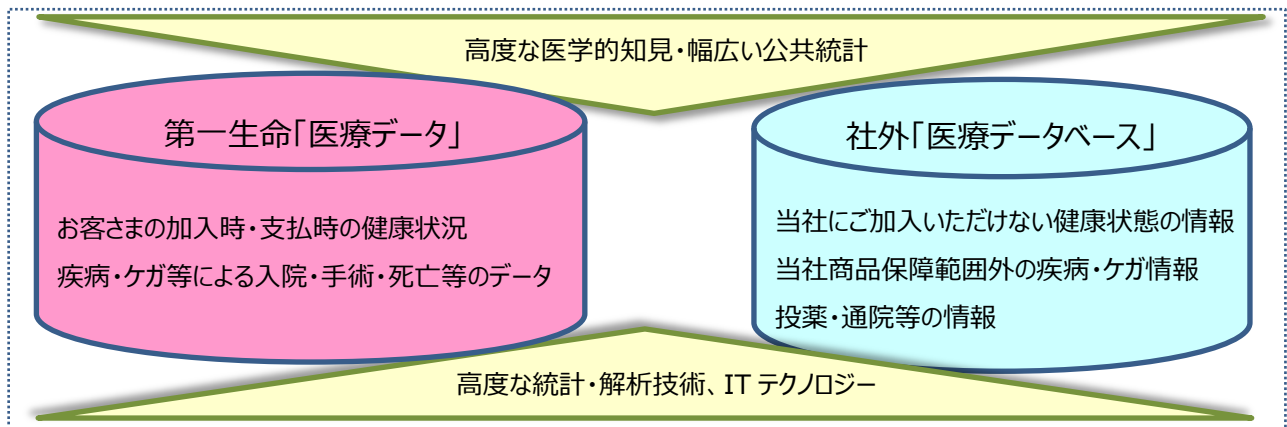 高度な医学的知見・幅広い公共統計
第一生命「医療データ」
お客さまの加入時・支払時の健康状況
疾病・ケガ等による入院・手術・死亡等のデータ
社外「医療データベース」
当社にご加入いただけない健康状態の情報
当社商品保障範囲外の疾病・ケガ情報
投薬・通院等の情報
高度な統計・解析技術、IT テクノロジー